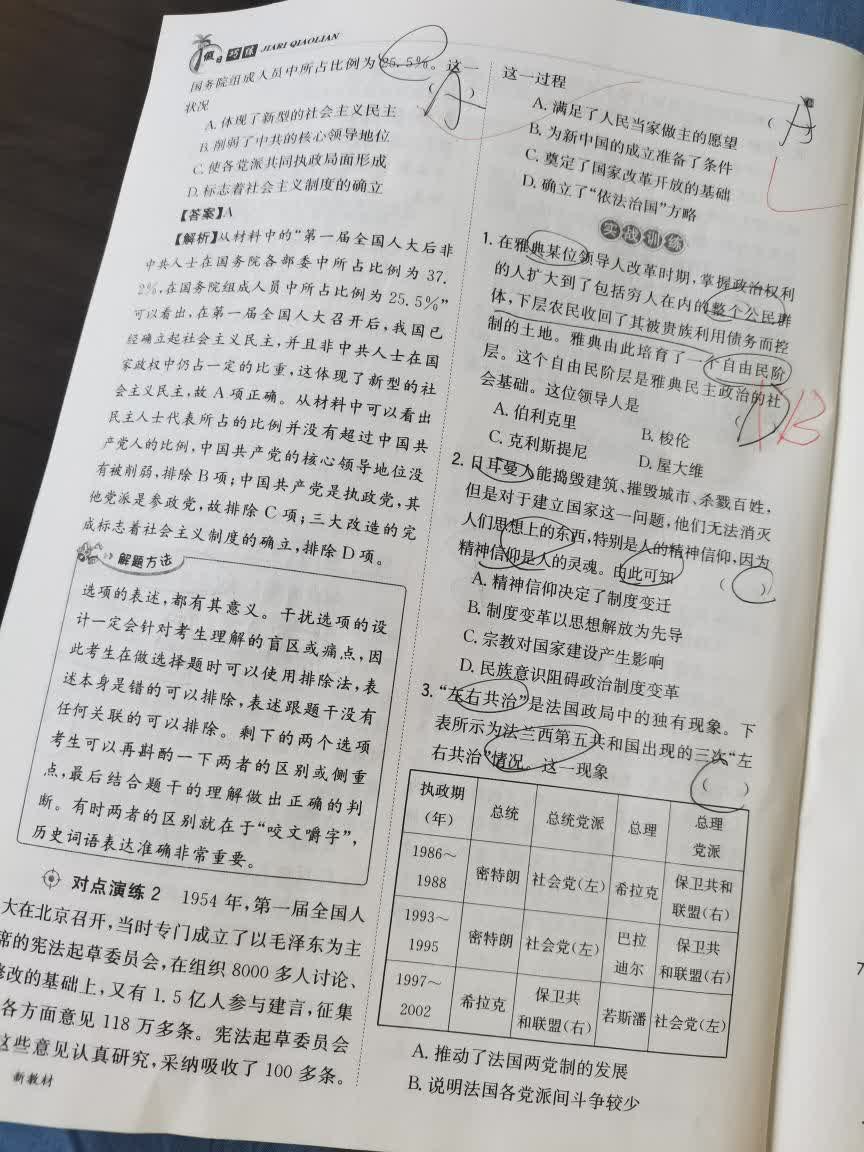 假日巧练 JIARI QIAOLIAN
国务院组成人员中所占比例为25.5%。这一
状况 ( )
A
A.体现了新型的社会主义民主
B.削弱了中共的核心领导地位
C.使各党派共同执政局面形成
D.标志着社会主义制度的确立
【答案】A
【解析】从材料中的“第一届全国人大后非
中共人士在国务院各部委中所占比例为37.
2%,在国务院组成人员中所占比例为25.5%”
可以看出,在第一届全国人大召开后,我国已
经确立起社会主义民主,并且非中共人士在国
家政权中仍占一定的比重,这体现了新型的社
会主义民主,故A项正确。从材料中可以看出
民主人士代表所占的比例并没有超过中国共
产党人的比例,中国共产党的核心领导地位没
有被削弱,排除B项;中国共产党是执政党,其
他党派是参政党,故排除C项;三大改造的完
成标志着社会主义制度的确立,排除D项。
解题方法
选项的表述,都有其意义。干扰选项的设
计一定会针对考生理解的盲区或痛点,因
此考生在做选择题时可以使用排除法,表
述本身是错的可以排除,表述跟题干没有
任何关联的可以排除。剩下的两个选项
考生可以再斟酌一下两者的区别或侧重
点,最后结合题干的理解做出正确的判
断。有时两者的区别就在于“咬文嚼字”,
历史词语表达准确非常重要。
对点演练2 1954年,第一届全国人
大在北京召开,当时专门成立了以毛泽东为主
席的宪法起草委员会,在组织8000多人讨论、
修改的基础上,又有1.5亿人参与建言,征集
各方面意见118万多条。宪法起草委员会
这些意见认真研究,采纳吸收了100多条。
新教材
这一过程 ( )
A
A.满足了人民当家做主的愿望
B.为新中国的成立准备了条件
C.奠定了国家改革开放的基础
D.确立了“依法治国”方略
实战训练
1.在雅典某位领导人改革时期,掌握政治权利
的人扩大到了包括穷人在内的整个公民群
体,下层农民收回了其被贵族利用债务而控
制的土地。雅典由此培育了一个自由民阶
层。这个自由民阶层是雅典民主政治的社
会基础。这位领导人是 ( )
B
A.伯利克里 B.梭伦
C.克利斯提尼 D.屋大维
2.日耳曼人能捣毁建筑、摧毁城市、杀戮百姓,
但是对于建立国家这一问题,他们无法消灭
人们思想上的东西,特别是人的精神信仰,因为
精神信仰是人的灵魂。由此可知 ( )
A.精神信仰决定了制度变迁
B.制度变革以思想解放为先导
C.宗教对国家建设产生影响
D.民族意识阻碍政治制度变革
3.“左右共治”是法国政局中的独有现象。下
表所示为法兰西第五共和国出现的三次“左
右共治”情况。这一现象 ( )
执政期(年) 总统 总统党派 总理 总理党派
1986～1988 密特朗 社会党(左) 希拉克 保卫共和联盟(右)
1993～1995 密特朗 社会党(左) 巴拉迪尔 保卫共和联盟(右)
1997～2002 希拉克 保卫共和联盟(右) 若斯潘 社会党(左)
A.推动了法国两党制的发展
B.说明法国各党派间斗争较少